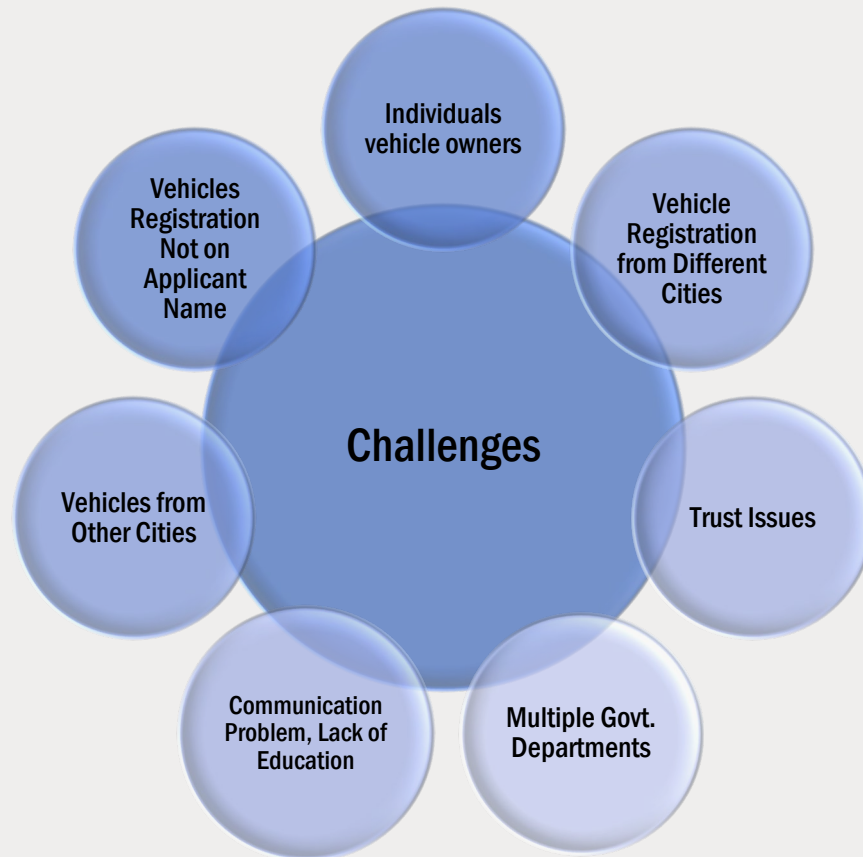 Challenges
Individuals
vehicle owners
Vehicle
Registration
from Different
Cities
Trust Issues
Multiple Govt.
Departments
Communication
Problem, Lack of
Education
Vehicles from
Other Cities
Vehicles
Registration
Not on
Applicant
Name